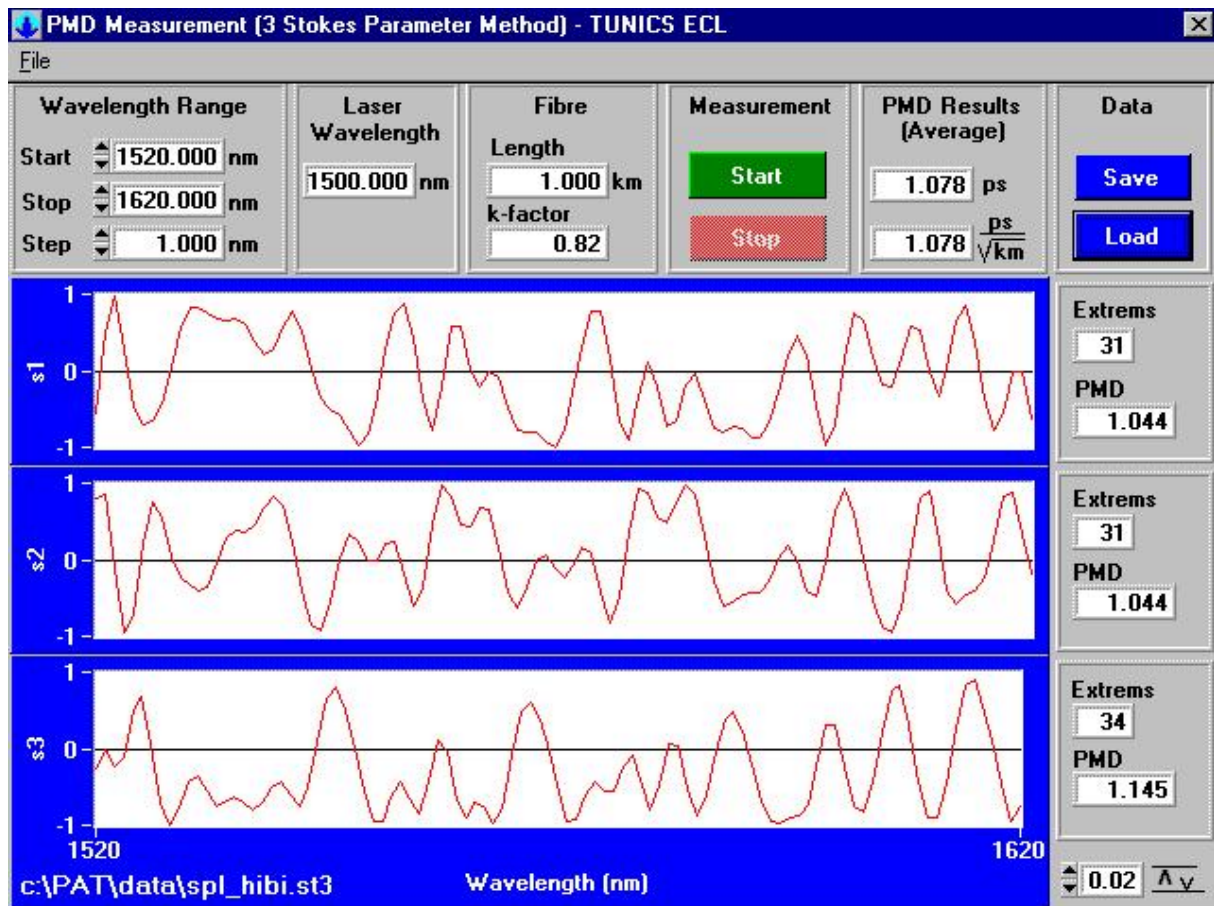 PMD Measurement (3 Stokes Parameter Method) - TUNICS ECL
File
Wavelength Range
Start 1520.000 nm
Stop 1620.000 nm
Step 1.000 nm
Laser
Wavelength
1500.000 nm
Fibre
Length
1.000 km
k-factor
0.82
Measurement
Start
Stop
PMD Results
(Average)
1.078 ps
1.078 ps/√km
Data
Save
Load
1
s1 0
-1
Extrems
31
PMD
1.044
1
s2 0
-1
Extrems
31
PMD
1.044
1
s3 0
-1
1520 1620
Extrems
34
PMD
1.145
c:\PAT\data\spl_hibi.st3 Wavelength (nm)
0.02